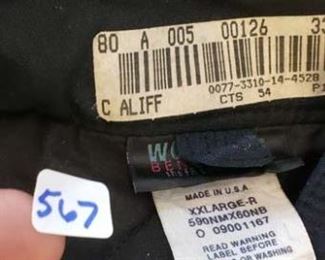 80 A 005 00126
0077-3310-14-4528
C ALIFF CTS 54
567
MADE IN U.S.A
XXLARGE-R
590NMX60NB
O 09001167
READ WARNING
LABEL BEFORE